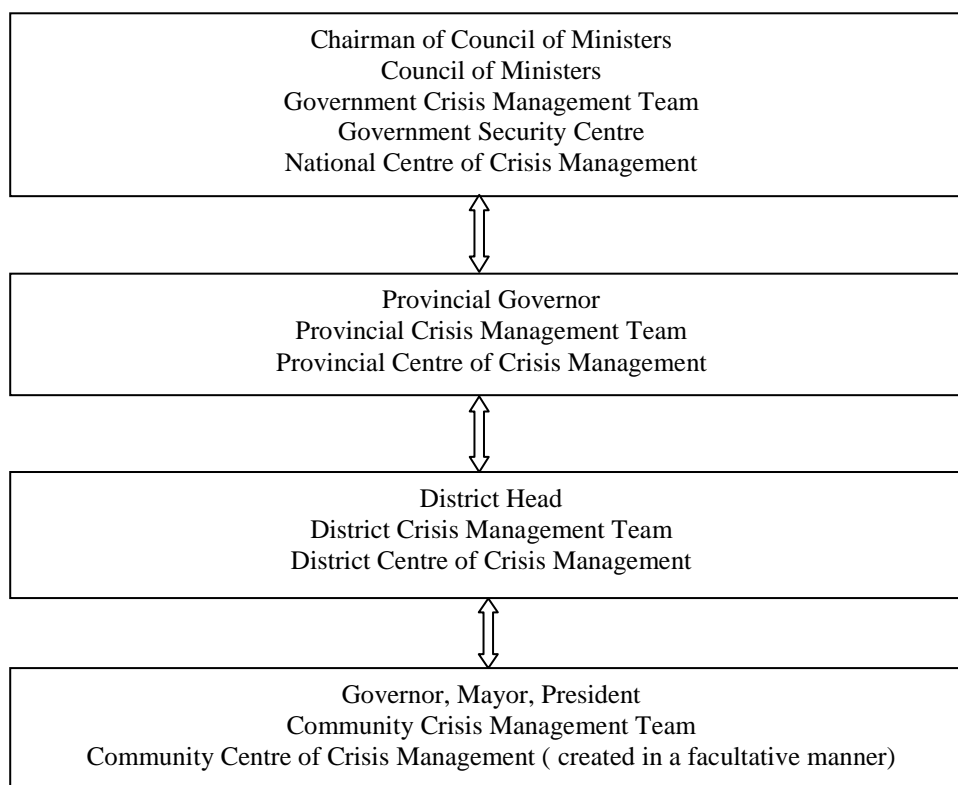 Chairman of Council of Ministers
Council of Ministers
Government Crisis Management Team
Government Security Centre
National Centre of Crisis Management
Provincial Governor
Provincial Crisis Management Team
Provincial Centre of Crisis Management
District Head
District Crisis Management Team
District Centre of Crisis Management
Governor, Mayor, President
Community Crisis Management Team
Community Centre of Crisis Management ( created in a facultative manner)